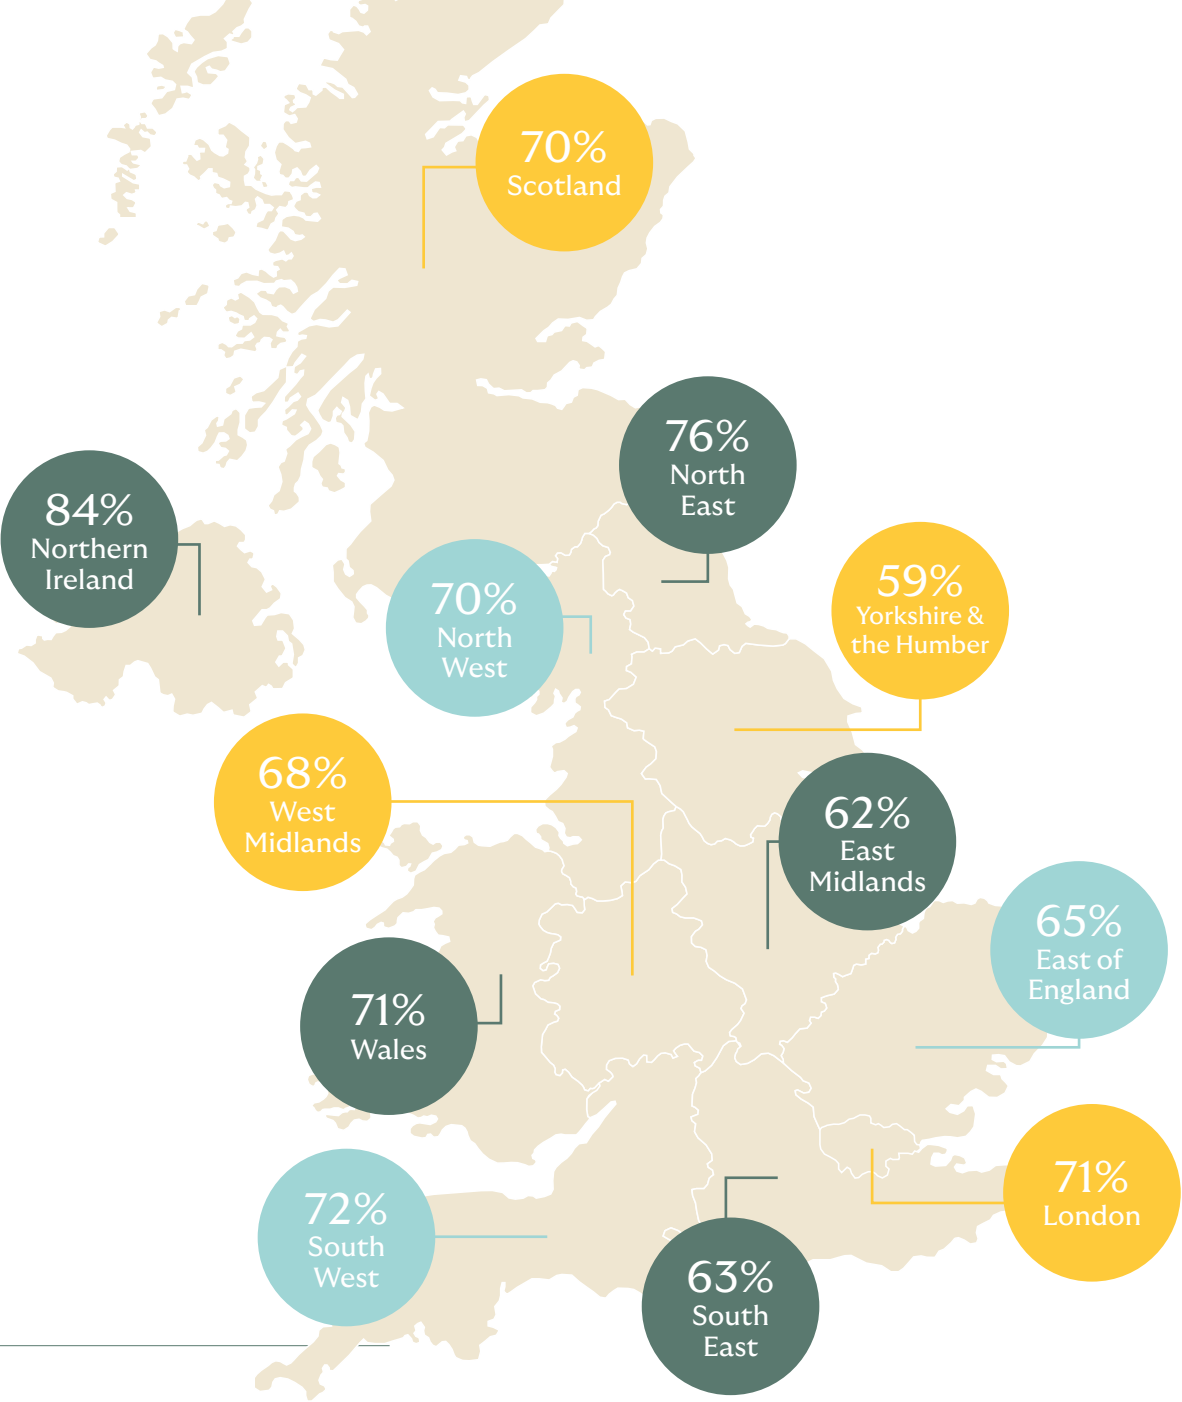 70%
Scotland
76%
North
East
84%
Northern
Ireland
59%
Yorkshire &
the Humber
70%
North
West
68%
West
Midlands
62%
East
Midlands
65%
East of
England
71%
Wales
71%
London
72%
South
West
63%
South
East